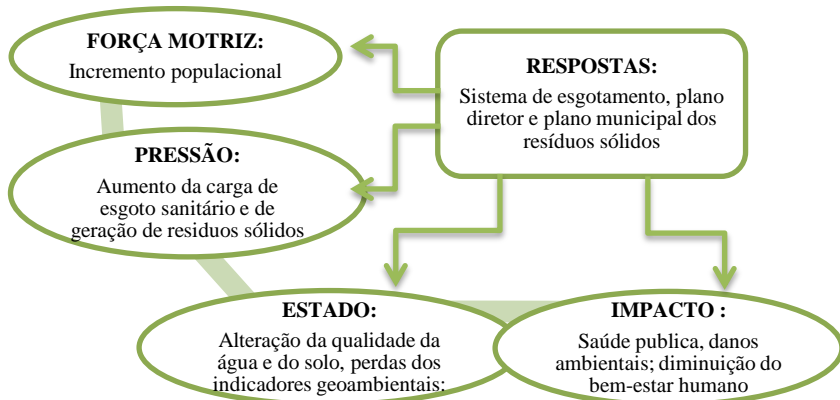 FORÇA MOTRIZ:
Incremento populacional
RESPOSTAS:
Sistema de esgotamento, plano
diretor e plano municipal dos
resíduos sólidos
PRESSÃO:
Aumento da carga de
esgoto sanitário e de
geração de residuos sólidos
ESTADO:
Alteração da qualidade da
água e do solo, perdas dos
indicadores geoambientais:
IMPACTO :
Saúde publica, danos
ambientais; diminuição do
bem-estar humano